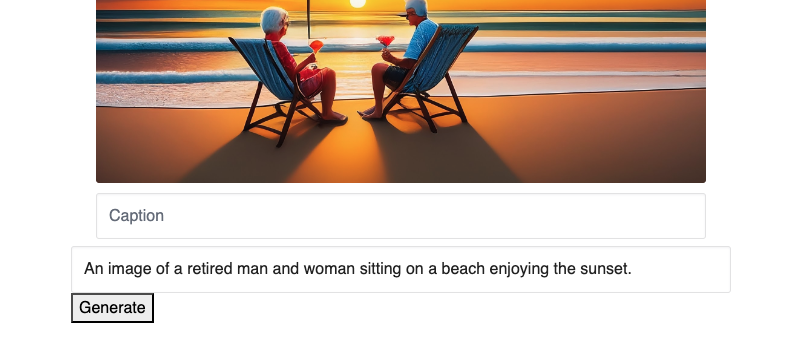 Caption
An image of a retired man and woman sitting on a beach enjoying the sunset.
Generate